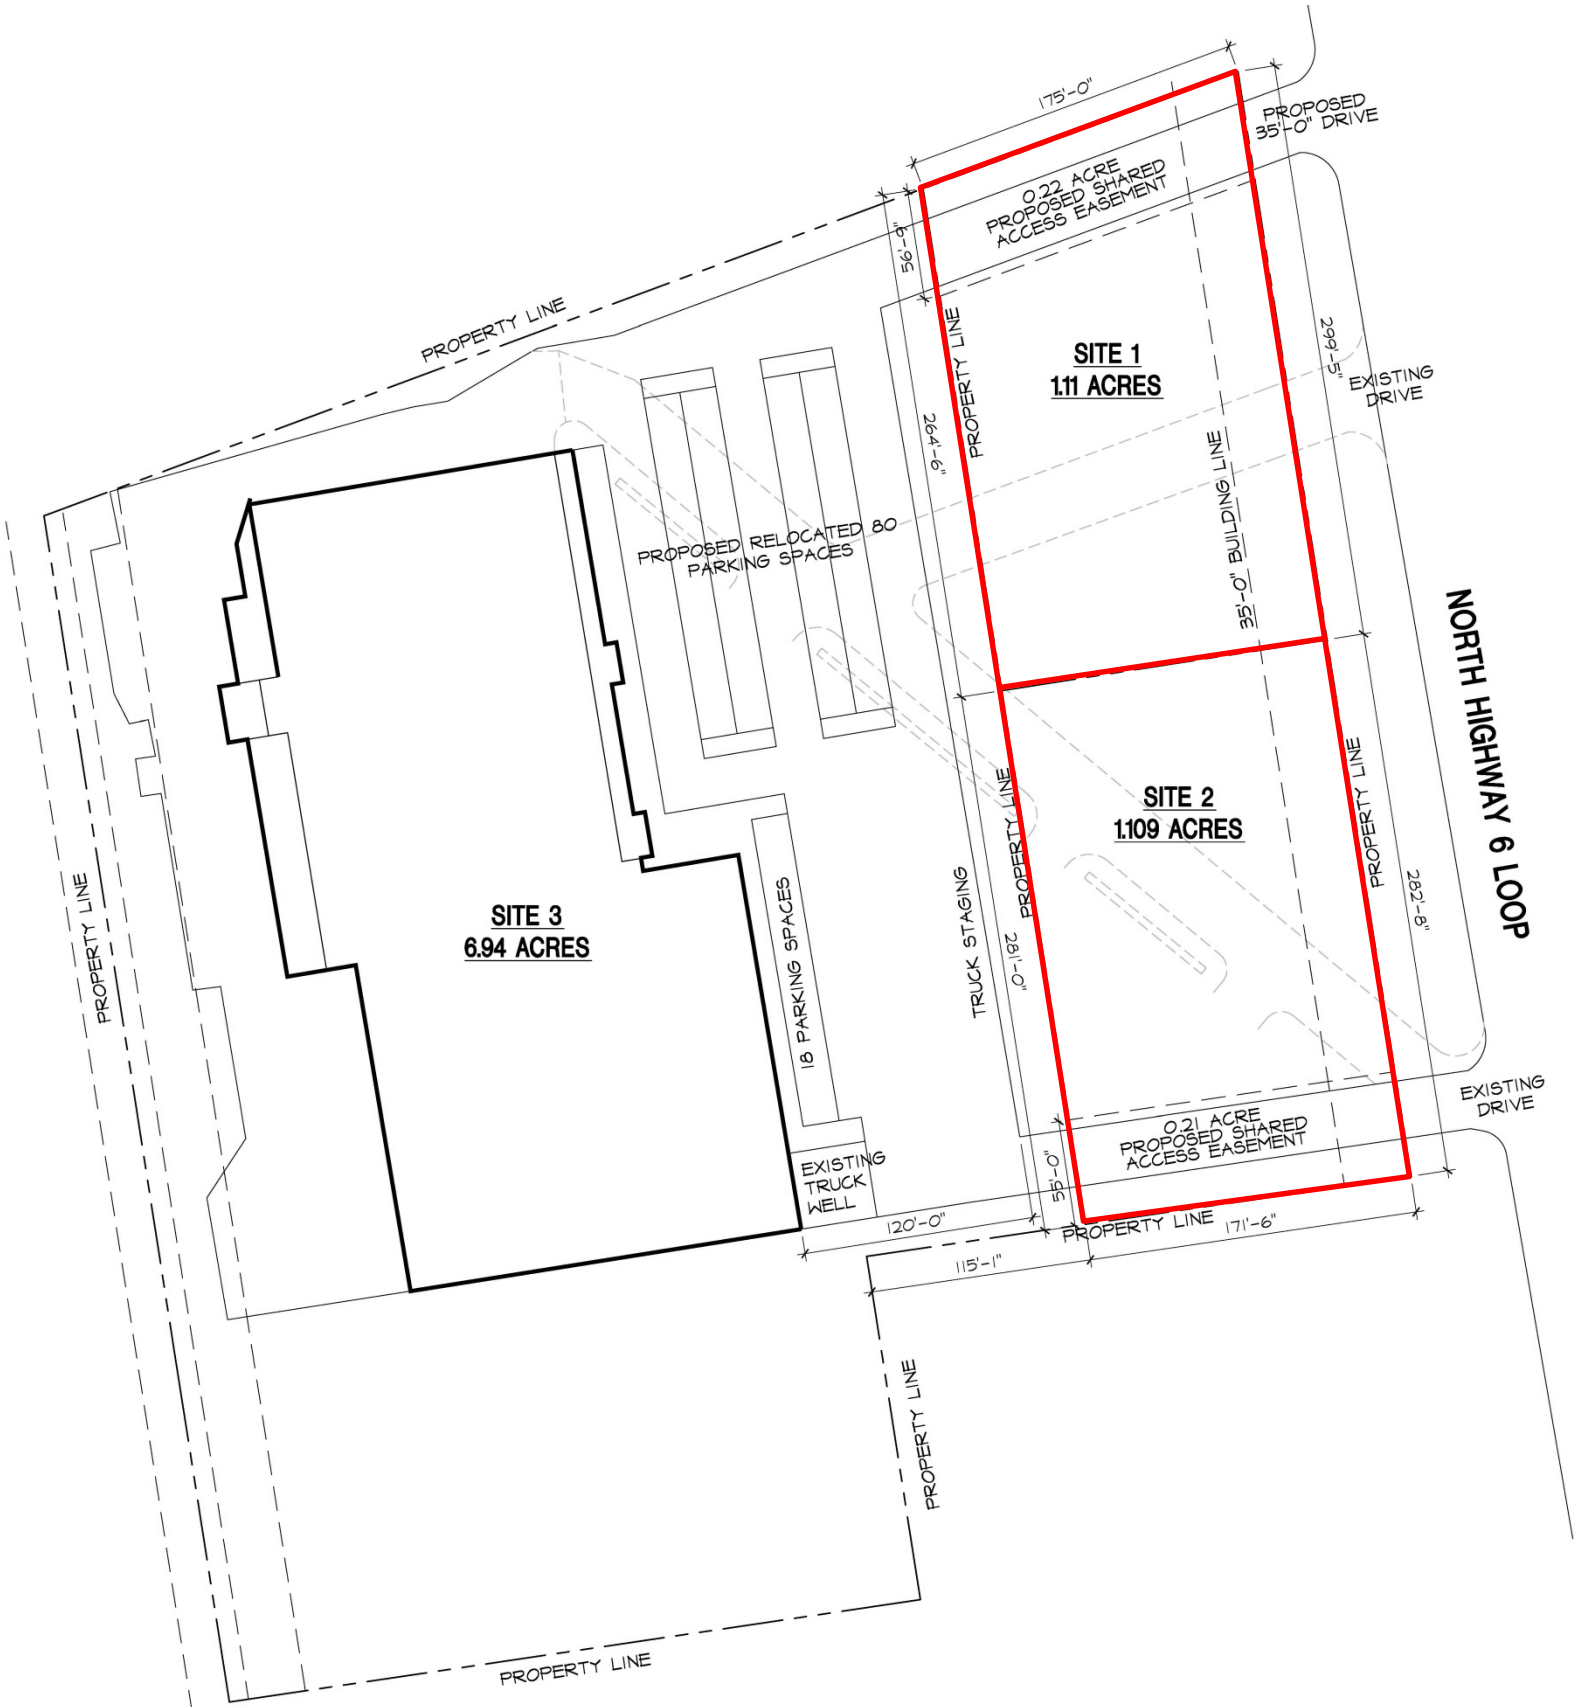 175'-0"
PROPOSED
35'-0" DRIVE
0.22 ACRE
PROPOSED SHARED
ACCESS EASEMENT
56'-9"
PROPERTY LINE
PROPERTY LINE
SITE 1
1.11 ACRES
299'-5"
EXISTING
DRIVE
264'-6"
35'-0" BUILDING LINE
PROPOSED RELOCATED 80
PARKING SPACES
NORTH HIGHWAY 6 LOOP
SITE 2
1.109 ACRES
PROPERTY LINE
PROPERTY LINE
282'-8"
TRUCK STAGING
281'-0"
18 PARKING SPACES
SITE 3
6.94 ACRES
PROPERTY LINE
EXISTING
DRIVE
0.21 ACRE
PROPOSED SHARED
ACCESS EASEMENT
EXISTING
TRUCK
WELL
55'-0"
120'-0"
PROPERTY LINE
171'-6"
115'-1"
PROPERTY LINE
PROPERTY LINE